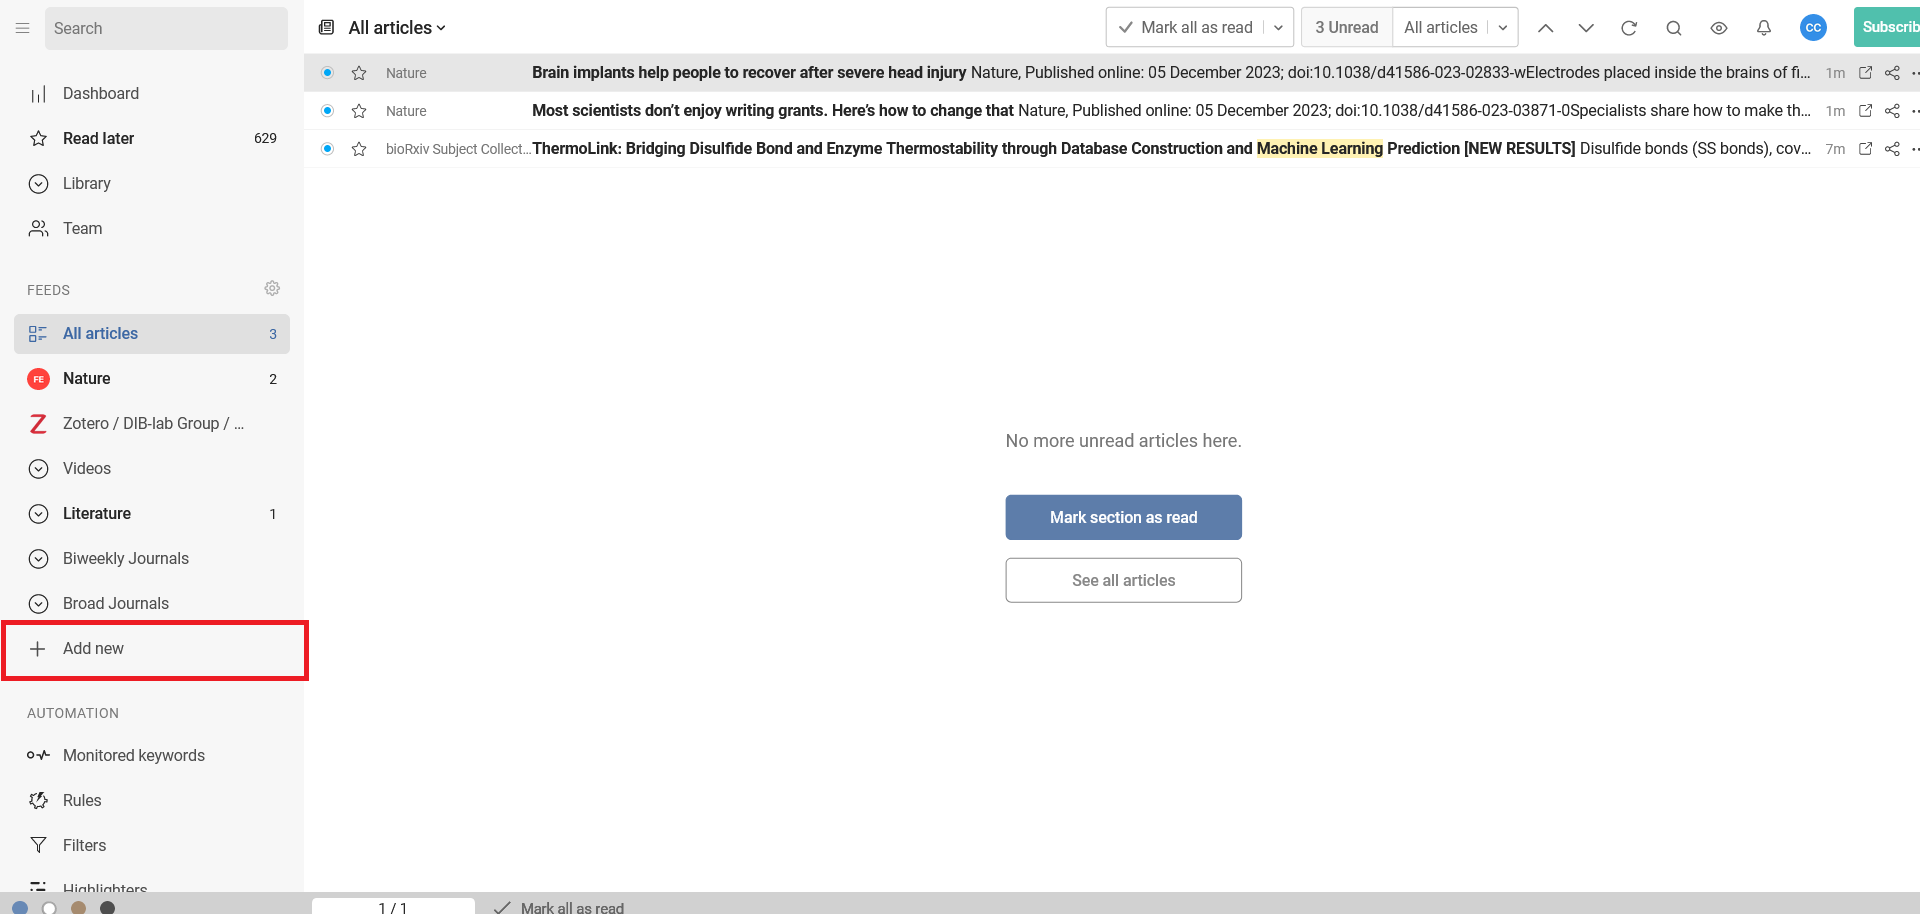 Search
All articles
Mark all as read
3 Unread
All articles
CC
Subscrib
Dashboard
Read later 629
Library
Team
FEEDS
All articles 3
FE Nature 2
Z Zotero / DIB-lab Group / ...
Videos
Literature 1
Biweekly Journals
Broad Journals
Add new
AUTOMATION
Monitored keywords
Rules
Filters
Highlighters
Nature Brain implants help people to recover after severe head injury Nature, Published online: 05 December 2023; doi:10.1038/d41586-023-02833-wElectrodes placed inside the brains of fi... 1m
Nature Most scientists don’t enjoy writing grants. Here’s how to change that Nature, Published online: 05 December 2023; doi:10.1038/d41586-023-03871-0Specialists share how to make th... 1m
bioRxiv Subject Collect... ThermoLink: Bridging Disulfide Bond and Enzyme Thermostability through Database Construction and Machine Learning Prediction [NEW RESULTS] Disulfide bonds (SS bonds), cov... 7m
No more unread articles here.
Mark section as read
See all articles
1 / 1
Mark all as read